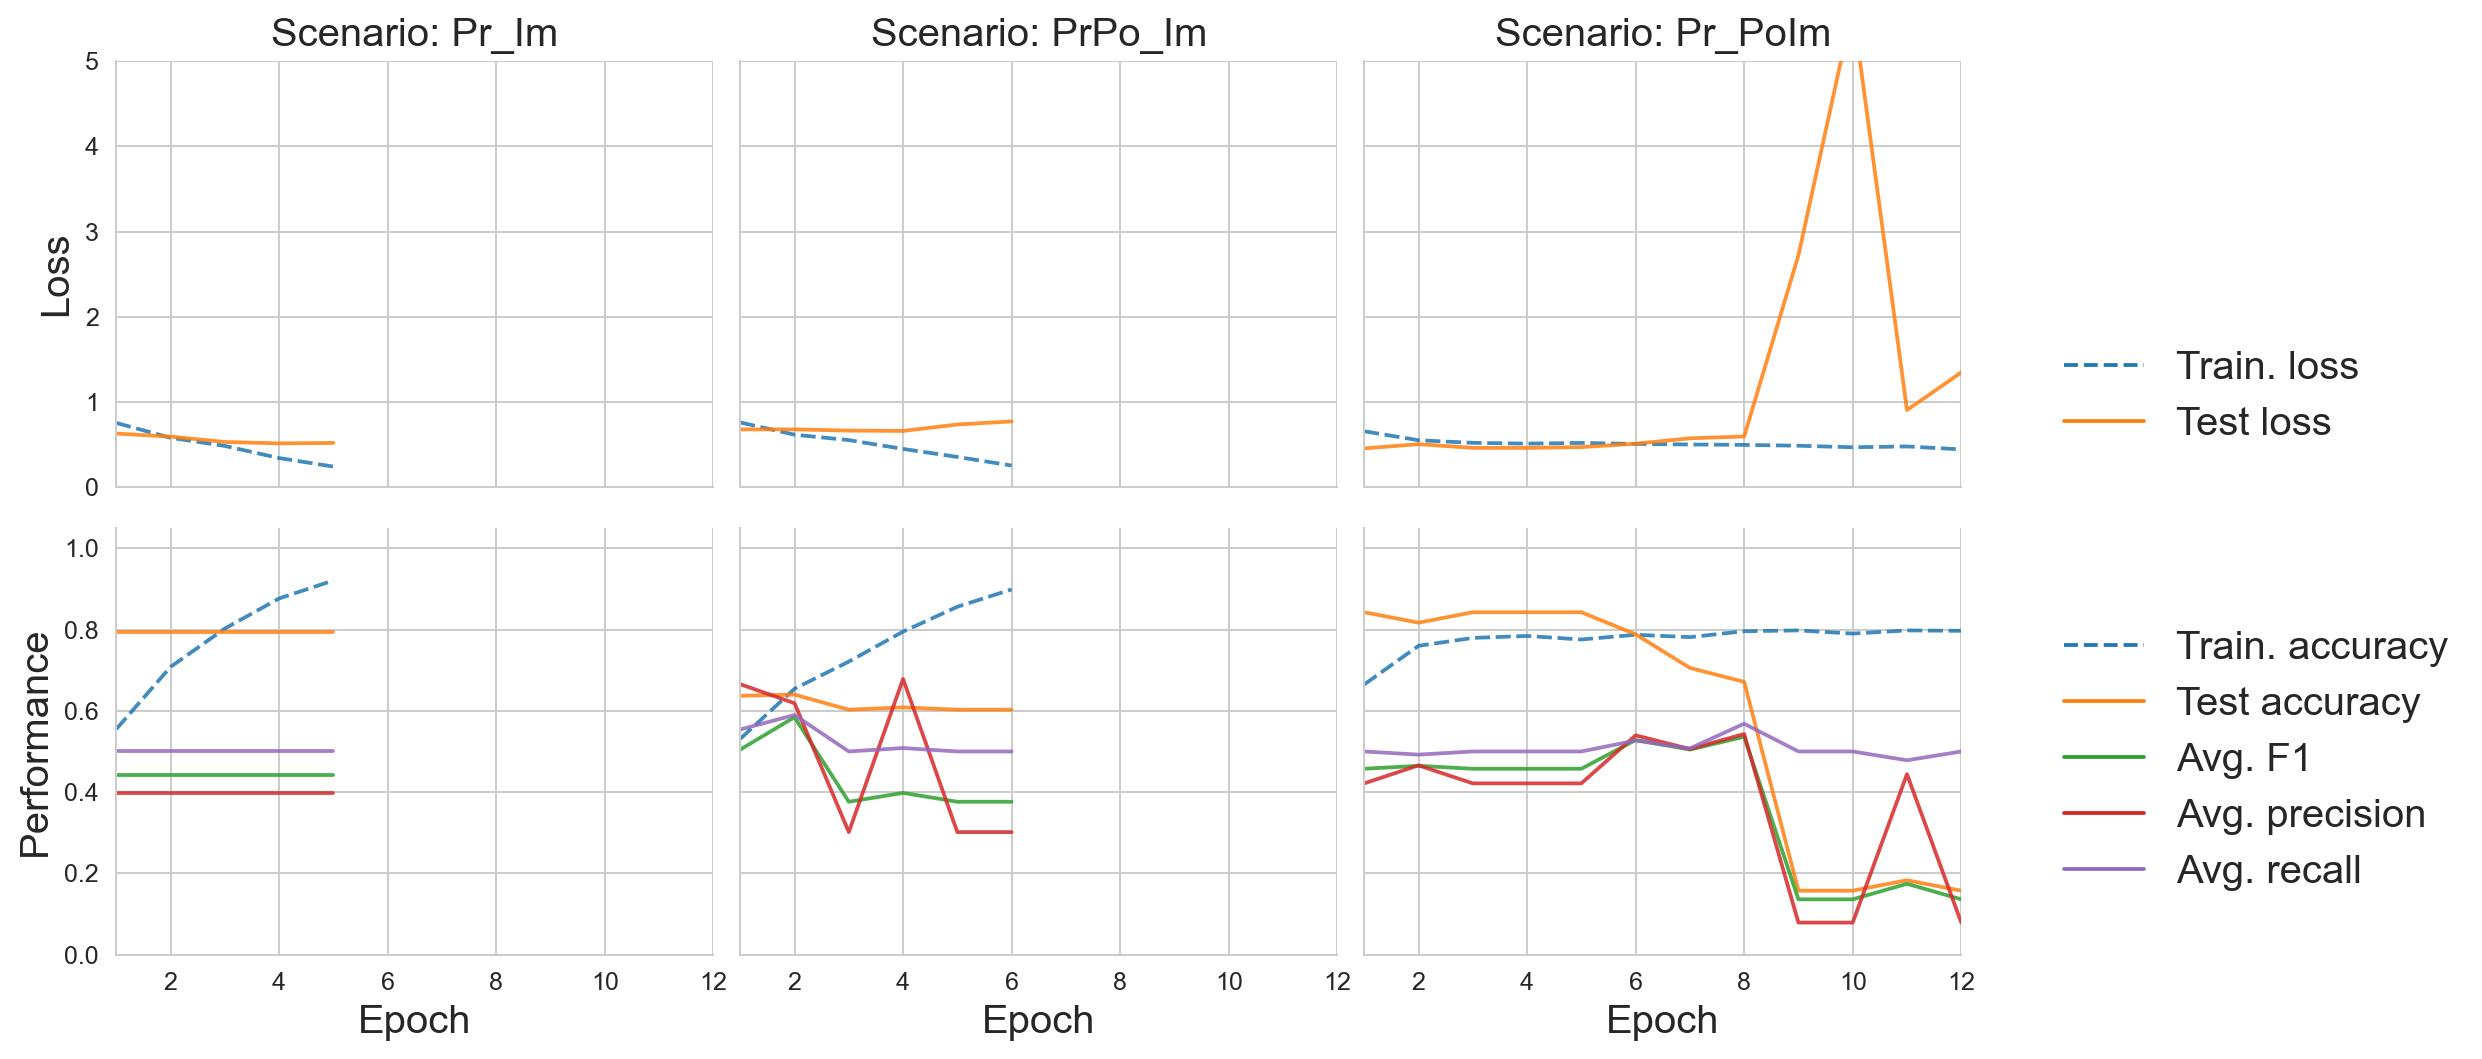 Scenario: Pr_Im
Scenario: PrPo_Im
Scenario: Pr_PoIm
5
4
3
2
1
0
Loss
Train. loss
Test loss
1.0
0.8
0.6
0.4
0.2
0.0
Performance
2 4 6 8 10 12
2 4 6 8 10 12
2 4 6 8 10 12
Epoch
Epoch
Epoch
Train. accuracy
Test accuracy
Avg. F1
Avg. precision
Avg. recall